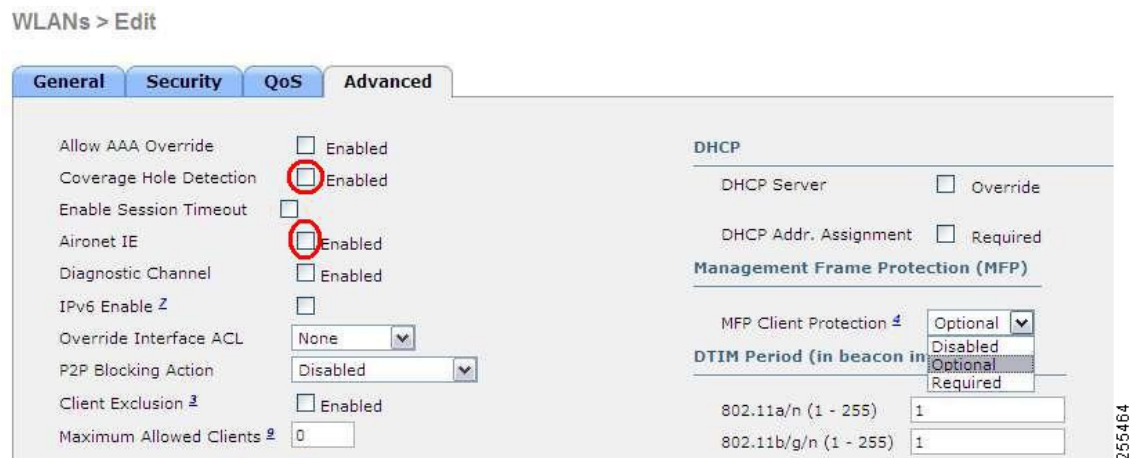 WLANs > Edit
General Security QoS Advanced
Allow AAA Override Enabled
Coverage Hole Detection Enabled
Enable Session Timeout
Aironet IE Enabled
Diagnostic Channel Enabled
IPv6 Enable 7
Override Interface ACL None
P2P Blocking Action Disabled
Client Exclusion 3 Enabled
Maximum Allowed Clients 9 0
DHCP
DHCP Server Override
DHCP Addr. Assignment Required
Management Frame Protection (MFP)
MFP Client Protection 4 Optional
Disabled
Optional
Required
DTIM Period (in beacon in
802.11a/n (1 - 255) 1
802.11b/g/n (1 - 255) 1
255464